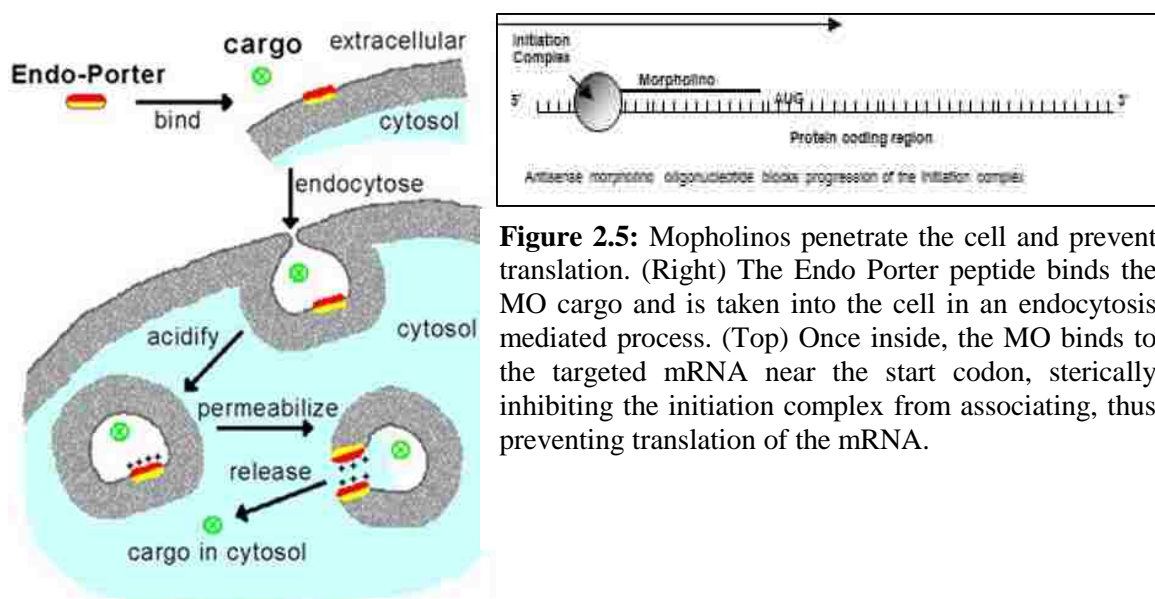 cargo
extracellular
Endo-Porter
bind
cytosol
endocytose
cytosol
acidify
permeabilize
release
cargo in cytosol
Initiation
Complex
Morpholino
5'
AUG
3'
Protein coding region
Antisense morpholino oligonucleotide blocks progression of the initiation complex
Figure 2.5: Mopholinos penetrate the cell and prevent
translation. (Right) The Endo Porter peptide binds the
MO cargo and is taken into the cell in an endocytosis
mediated process. (Top) Once inside, the MO binds to
the targeted mRNA near the start codon, sterically
inhibiting the initiation complex from associating, thus
preventing translation of the mRNA.